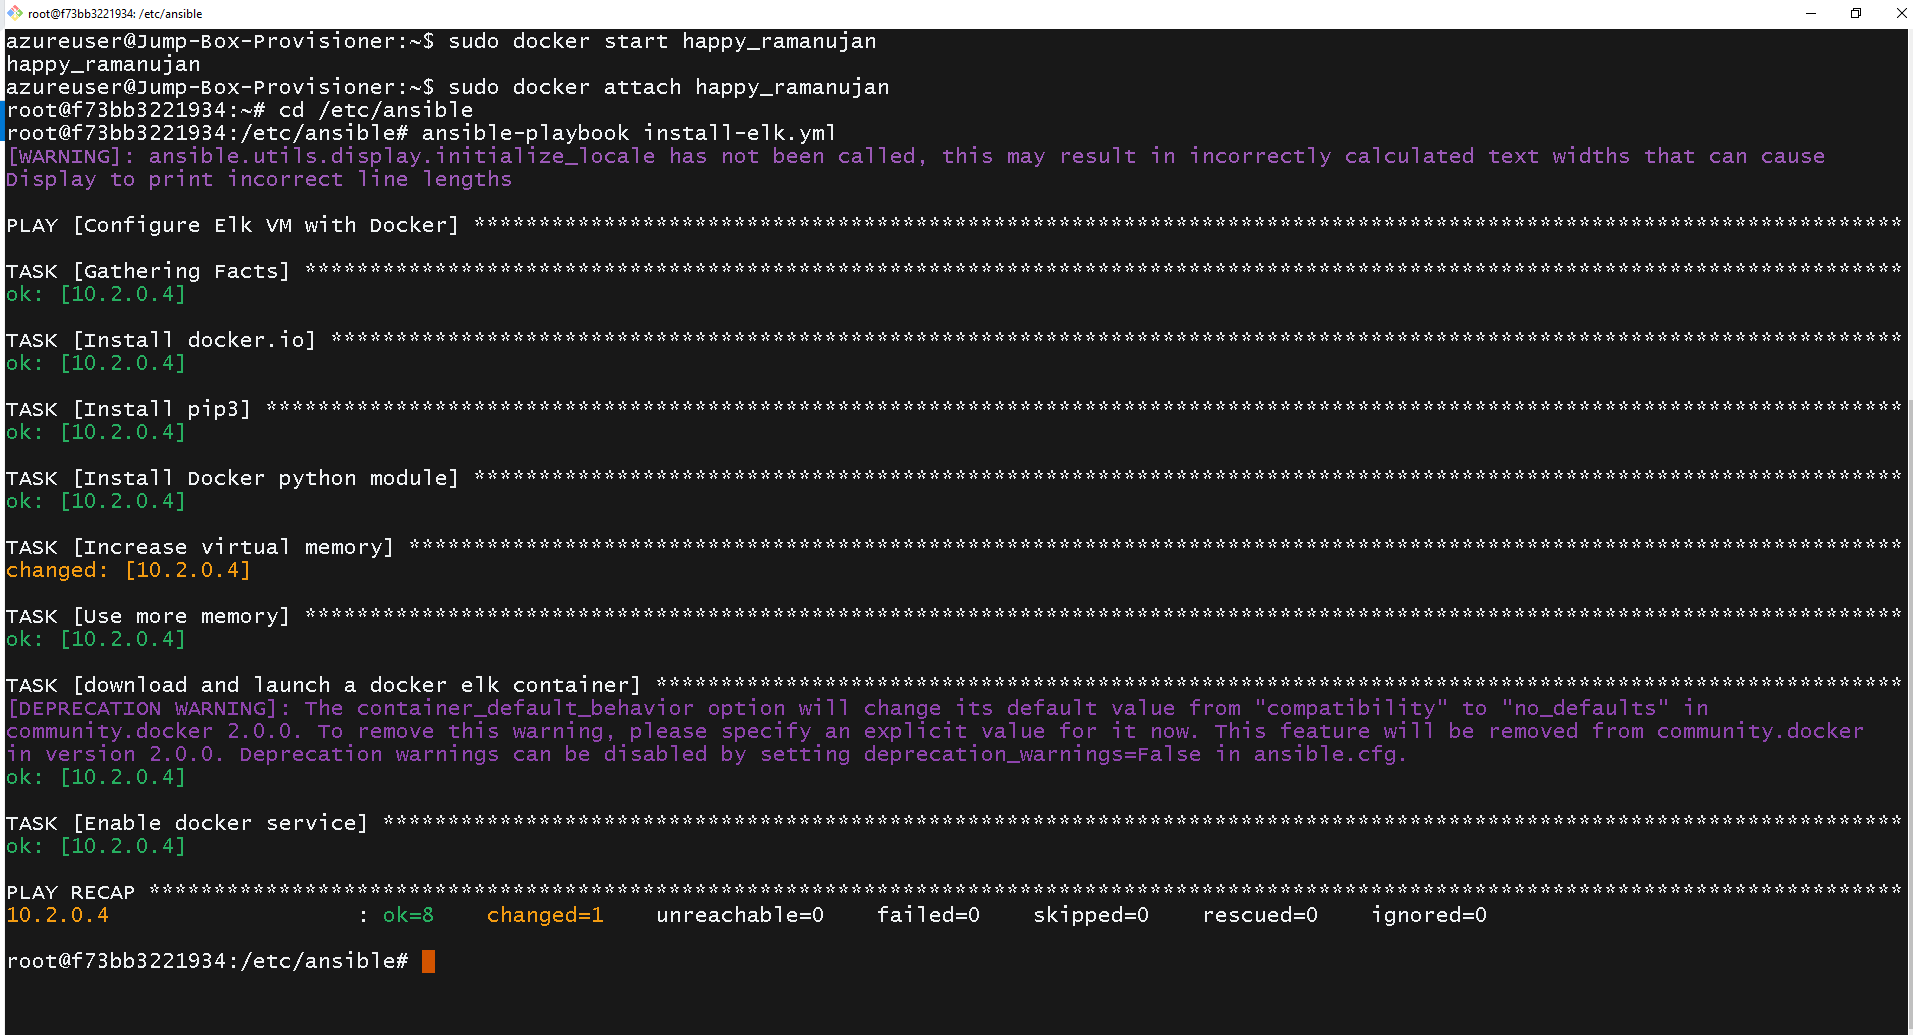 root@f73bb3221934: /etc/ansible
azureuser@Jump-Box-Provisioner:~$ sudo docker start happy_ramanujan
happy_ramanujan
azureuser@Jump-Box-Provisioner:~$ sudo docker attach happy_ramanujan
root@f73bb3221934:~# cd /etc/ansible
root@f73bb3221934:/etc/ansible# ansible-playbook install-elk.yml
[WARNING]: ansible.utils.display.initialize_locale has not been called, this may result in incorrectly calculated text widths that can cause
Display to print incorrect line lengths
PLAY [Configure Elk VM with Docker] **************************************************************************************************************
TASK [Gathering Facts] ***************************************************************************************************************************
ok: [10.2.0.4]
TASK [Install docker.io] *************************************************************************************************************************
ok: [10.2.0.4]
TASK [Install pip3] ******************************************************************************************************************************
ok: [10.2.0.4]
TASK [Install Docker python module] **************************************************************************************************************
ok: [10.2.0.4]
TASK [Increase virtual memory] *******************************************************************************************************************
changed: [10.2.0.4]
TASK [Use more memory] ***************************************************************************************************************************
ok: [10.2.0.4]
TASK [download and launch a docker elk container] ************************************************************************************************
[DEPRECATION WARNING]: The container_default_behavior option will change its default value from "compatibility" to "no_defaults" in
community.docker 2.0.0. To remove this warning, please specify an explicit value for it now. This feature will be removed from community.docker
in version 2.0.0. Deprecation warnings can be disabled by setting deprecation_warnings=False in ansible.cfg.
ok: [10.2.0.4]
TASK [Enable docker service] *********************************************************************************************************************
ok: [10.2.0.4]
PLAY RECAP ***************************************************************************************************************************************
10.2.0.4                   : ok=8    changed=1    unreachable=0    failed=0    skipped=0    rescued=0    ignored=0
root@f73bb3221934:/etc/ansible#